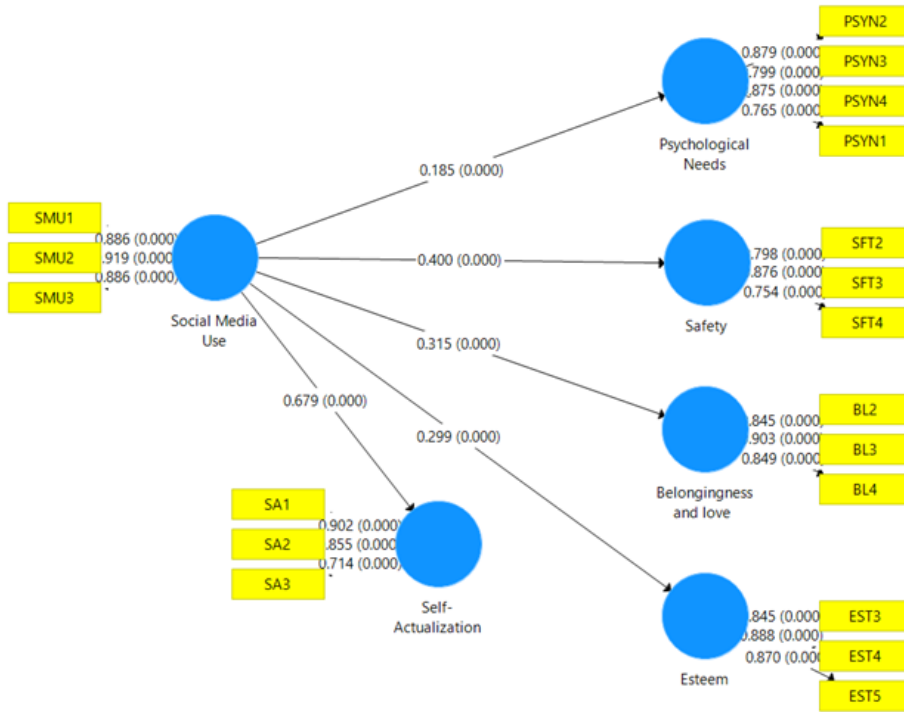 PSYN2
0.879 (0.000
PSYN3
.799 (0.000
.875 (0.000
PSYN4
0.765 (0.000
PSYN1
Psychological
Needs
0.185 (0.000)
SMU1
0.886 (0.000)
SMU2
.919 (0.000
0.886 (0.000)
SMU3
Social Media
Use
0.400 (0.000)
.798 (0.000
SFT2
.876 (0.000
SFT3
0.754 (0.000
SFT4
Safety
0.315 (0.000)
0.679 (0.000)
0.299 (0.000)
.845 (0.000
BL2
.903 (0.000
BL3
0.849 (0.000
BL4
Belongingness
and love
SA1
0.902 (0.000)
SA2
.855 (0.000
0.714 (0.000)
SA3
Self-
Actualization
.845 (0.000
EST3
0.888 (0.000
EST4
0.870 (0.000
EST5
Esteem